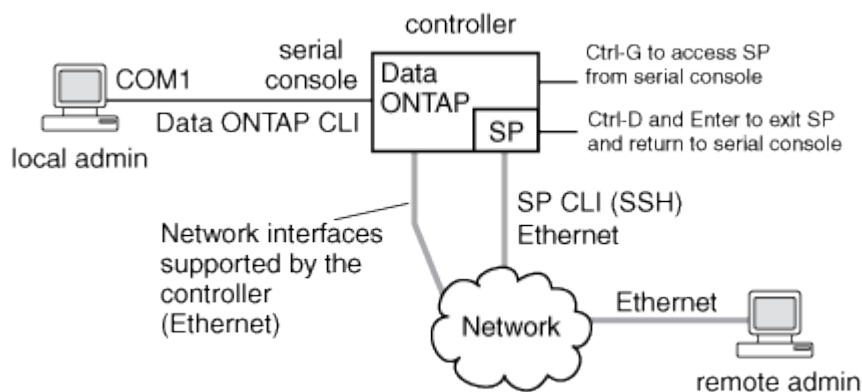 controller
serial
console
COM1
Data ONTAP CLI
local admin
Data
ONTAP
SP
Ctrl-G to access SP
from serial console
Ctrl-D and Enter to exit SP
and return to serial console
SP CLI (SSH)
Ethernet
Network interfaces
supported by the
controller
(Ethernet)
Network
Ethernet
remote admin